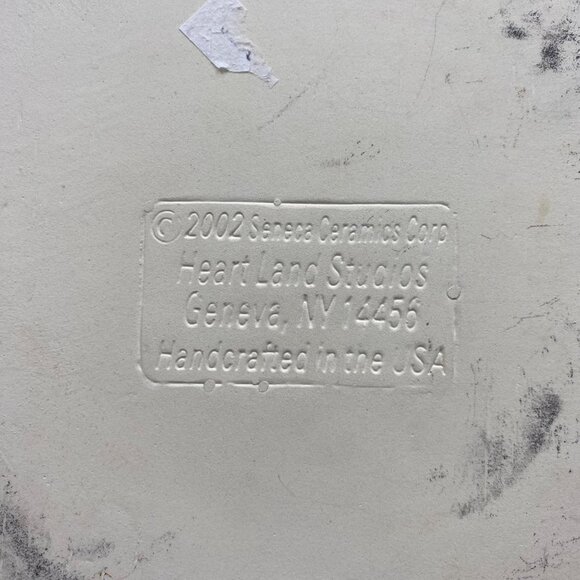 © 2002 Seneca Ceramics Corp
Heart Land Studios
Geneva, NY 14456
Handcrafted in the USA